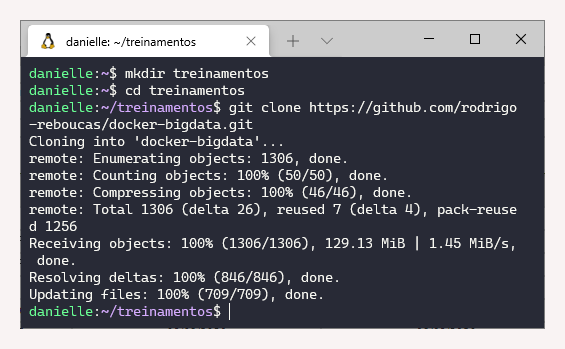 danielle: ~/treinamentos
danielle:~$ mkdir treinamentos
danielle:~$ cd treinamentos
danielle:~/treinamentos$ git clone https://github.com/rodrigo
-reboucas/docker-bigdata.git
Cloning into 'docker-bigdata'...
remote: Enumerating objects: 1306, done.
remote: Counting objects: 100% (50/50), done.
remote: Compressing objects: 100% (46/46), done.
remote: Total 1306 (delta 26), reused 7 (delta 4), pack-reuse
d 1256
Receiving objects: 100% (1306/1306), 129.13 MiB | 1.45 MiB/s,
 done.
Resolving deltas: 100% (846/846), done.
Updating files: 100% (709/709), done.
danielle:~/treinamentos$